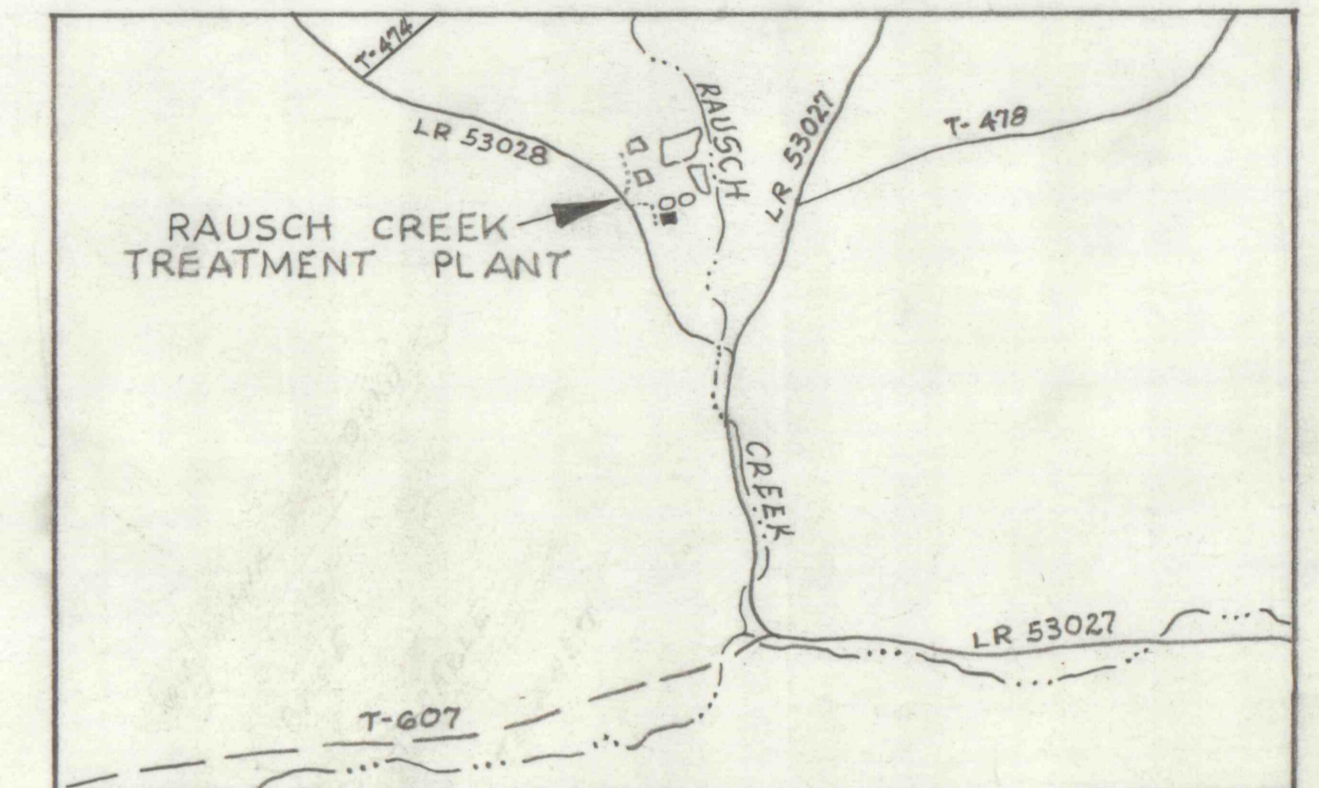 T-474
LR 53028
RAUSCH
LR 53027
T-478
RAUSCH CREEK
TREATMENT PLANT
CREEK
LR 53027
T-607